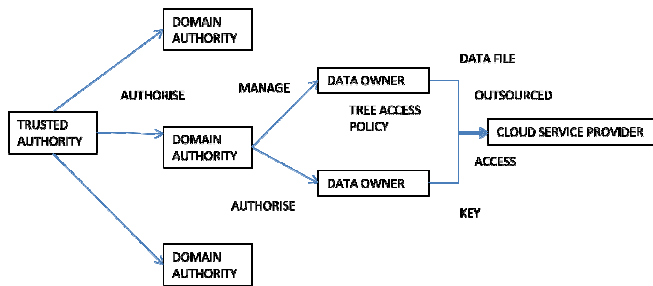 DOMAIN
AUTHORITY
AUTHORISE
TRUSTED
AUTHORITY
DOMAIN
AUTHORITY
DOMAIN
AUTHORITY
MANAGE
AUTHORISE
DATA OWNER
TREE ACCESS
POLICY
DATA OWNER
DATA FILE
OUTSOURCED
CLOUD SERVICE PROVIDER
ACCESS
KEY